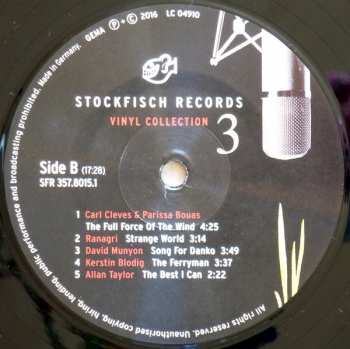 GEMA ℗©2016 LC 04910
STOCKFISCH RECORDS
VINYL COLLECTION 3
Side B (17:28)
SFR 357.8015.1
1 Carl Cleves & Parissa Bouas
The Full Force Of The Wind 4:25
2 Ranagri Strange World 3:14
3 David Munyon Song For Danko 3:49
4 Kerstin Blodig The Ferryman 3:37
5 Allan Taylor The Best I Can 2:22
All rights reserved. Unauthorised copying, hiring, lending, public performance and broadcasting prohibited. Made in Germany.